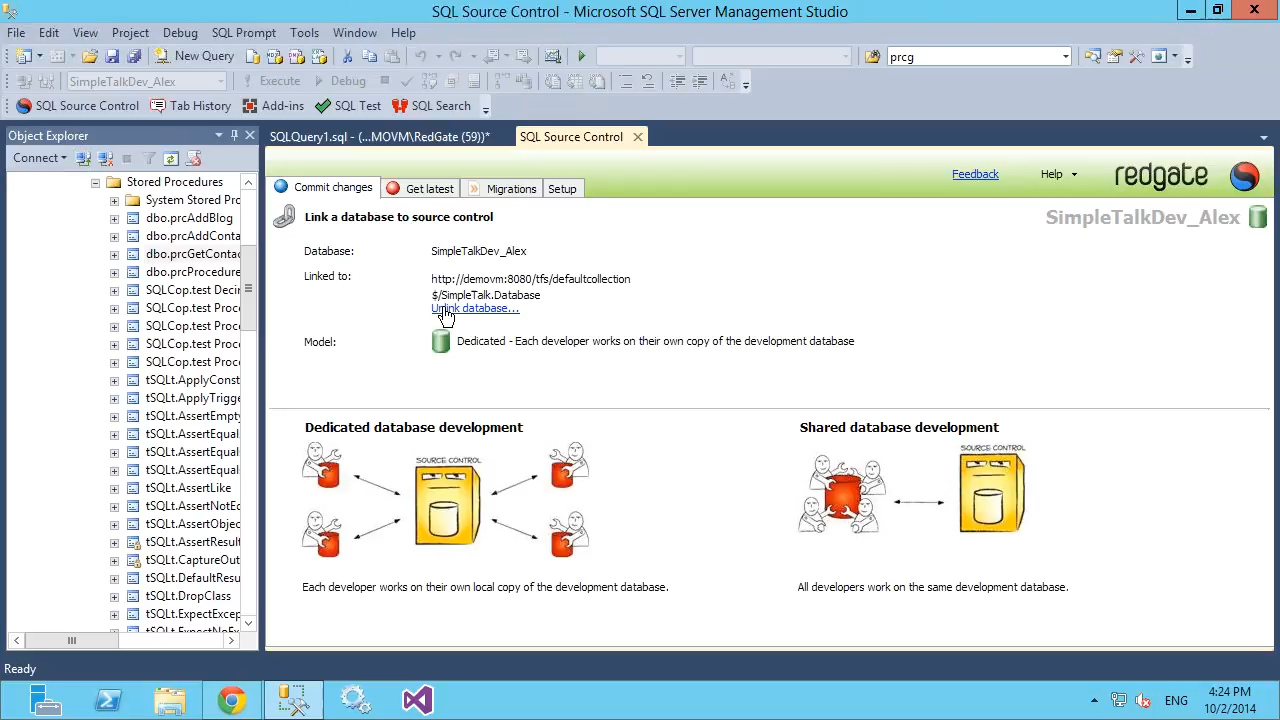 SQL Source Control - Microsoft SQL Server Management Studio
File Edit View Project Debug SQL Prompt Tools Window Help
New Query
prcg
SimpleTalkDev_Alex
Execute
Debug
SQL Source Control
Tab History
Add-ins
SQL Test
SQL Search
Object Explorer
SQLQuery1.sql - (...MOVM\RedGate (59))*
SQL Source Control
Connect
Stored Procedures
System Stored Prc
dbo.prcAddBlog
dbo.prcAddConta
dbo.prcGetContac
dbo.prcProcedure
SQLCop.test Deci
SQLCop.test Proc
SQLCop.test Proc
SQLCop.test Proc
SQLCop.test Proc
tSQLt.ApplyConst
tSQLt.ApplyTrigge
tSQLt.AssertEmpty
tSQLt.AssertEqual
tSQLt.AssertEqual
tSQLt.AssertEqual
tSQLt.AssertLike
tSQLt.AssertNotE
tSQLt.AssertObjec
tSQLt.AssertResul
tSQLt.CaptureOut
tSQLt.DefaultResu
tSQLt.DropClass
tSQLt.ExpectExcep
tSQLt.ExpectNoEx
Commit changes
Get latest
Migrations
Setup
Feedback
Help
redgate
Link a database to source control
SimpleTalkDev_Alex
Database: SimpleTalkDev_Alex
Linked to: http://demovm:8080/tfs/defaultcollection
$/SimpleTalk.Database
Unlink database...
Model: Dedicated - Each developer works on their own copy of the development database
Dedicated database development
SOURCE CONTROL
Each developer works on their own local copy of the development database.
Shared database development
SOURCE CONTROL
All developers work on the same development database.
Ready
ENG
4:24 PM
10/2/2014